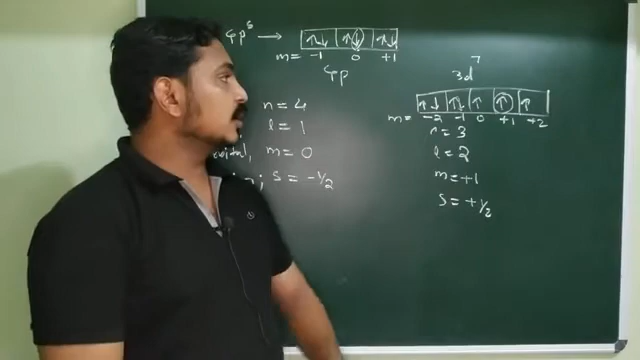 4p⁵ → ↑↓ ↑↓ ↑↓
m = -1 0 +1
4p
n = 4
l = 1
m = 0
s = -1/2
3d⁷
↑↓ ↑↓ ↑ ↑ ↑
m = -2 -1 0 +1 +2
n = 3
l = 2
m = +1
s = +1/2